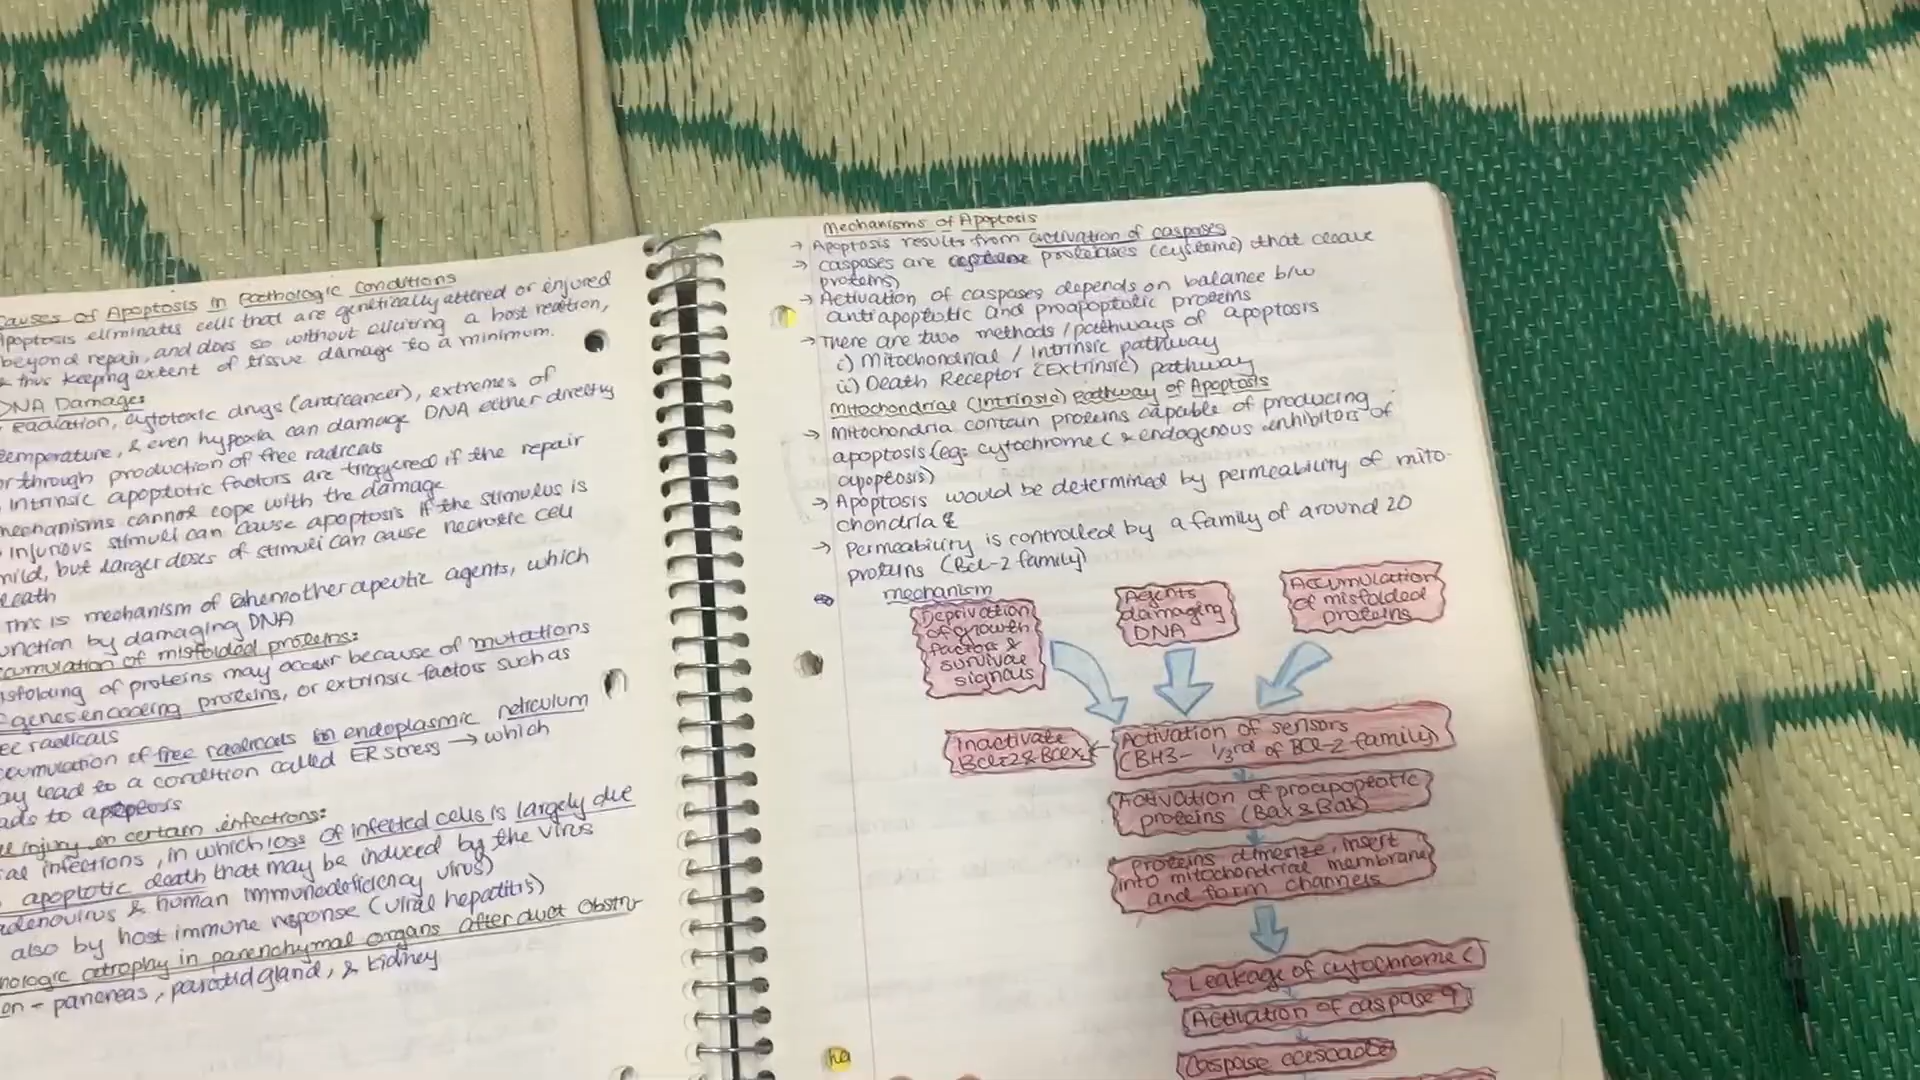 Causes of Apoptosis in Pathologic Conditions
Apoptosis eliminates cells that are genetically altered or injured
beyond repair, and does so without eliciting a host reaction,
& thus keeping extent of tissue damage to a minimum.
DNA Damages
Radiation, cytotoxic drugs (anticancer), extremes of
temperature, & even hypoxia can damage DNA either directly
or through production of free radicals
Intrinsic apoptotic factors are triggered if the repair
mechanisms cannot cope with the damage
Injurious stimuli can cause apoptosis if the stimulus is
mild, but larger doses of stimuli can cause necrotic cell
death
This is mechanism of chemotherapeutic agents, which
unction by damaging DNA
cumulation of misfolded proteins:
isfolding of proteins may occur because of mutations
genes encoding proteins, or extrinsic factors such as
ee radicals
ccumulation of free radicals in endoplasmic reticulum
ay lead to a condition called ER stress → which
ads to apoptosis
injury in certain infections:
infections, in which loss of infected cells is largely due
apoptotic death that may be induced by the virus
adenovirus & human immunodeficiency virus)
also by host immune response (viral hepatitis)
hologic atrophy in parenchymal organs after duct obstru-
on - pancreas, parotid gland, & kidney
Mechanisms of Apoptosis
→ Apoptosis results from activation of caspases
→ caspases are proteases (cysteine) that cleave
proteins)
→ Activation of caspases depends on balance b/w
antiapoptotic and proapoptotic proteins
→ There are two methods / pathways of apoptosis
i) Mitochondrial / Intrinsic pathway
ii) Death Receptor (Extrinsic) pathway
Mitochondrial (Intrinsic) Pathway of Apoptosis
→ Mitochondria contain proteins capable of producing
apoptosis (eg: cytochrome C & endogenous inhibitors of
apoptosis)
→ Apoptosis would be determined by permeability of mito-
chondria &
→ Permeability is controlled by a family of around 20
proteins (Bcl-2 family)
mechanism
Deprivation
of growth
factors &
survival
signals
Agents
damaging
DNA
Accumulation
of misfolded
proteins
Inactivate
Bcl-2 & Bclx
Activation of sensors
(BH3- 1/3rd of BCL-2 family)
Activation of proapoptotic
proteins (Bax & Bak)
Proteins dimerize, insert
into mitochondrial membrane
and form channels
Leakage of cytochrome C
Activation of caspase 9
Caspase